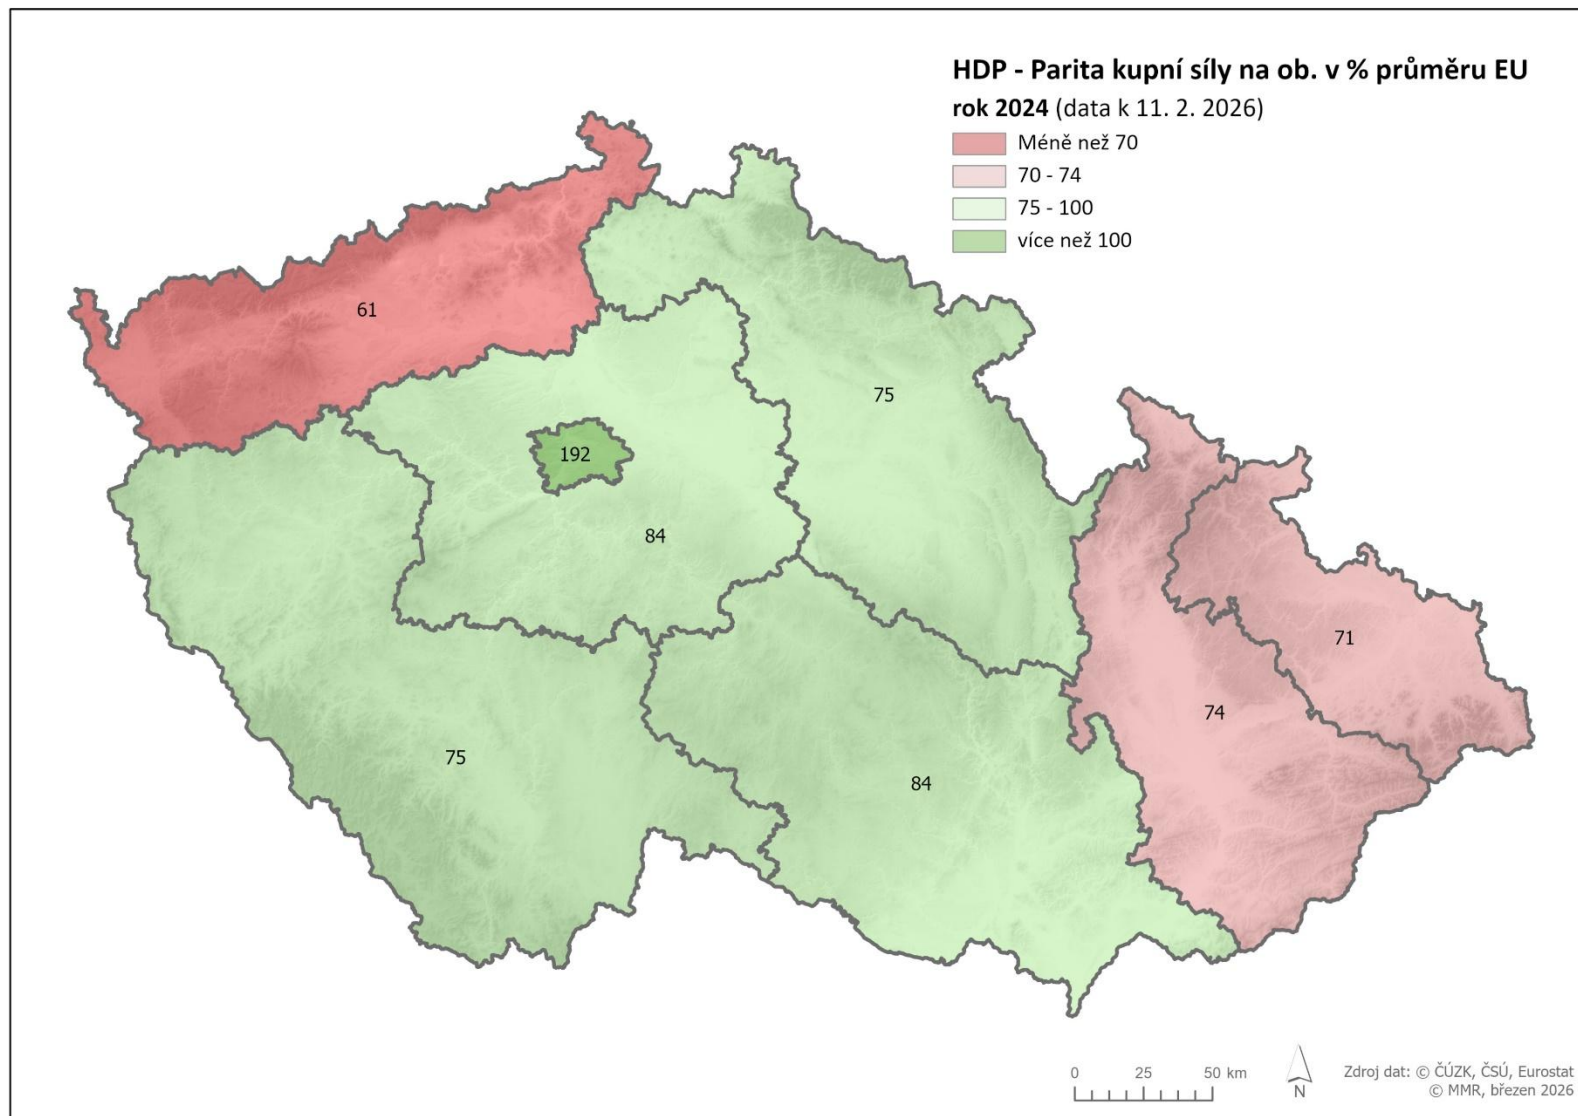 HDP - Parita kupní síly na ob. v % průměru EU
rok 2024 (data k 11. 2. 2026)
Méně než 70
70 - 74
75 - 100
více než 100
61
75
192
84
71
74
75
84
0 25 50 km
N
Zdroj dat: © ČÚZK, ČSÚ, Eurostat
© MMR, březen 2026